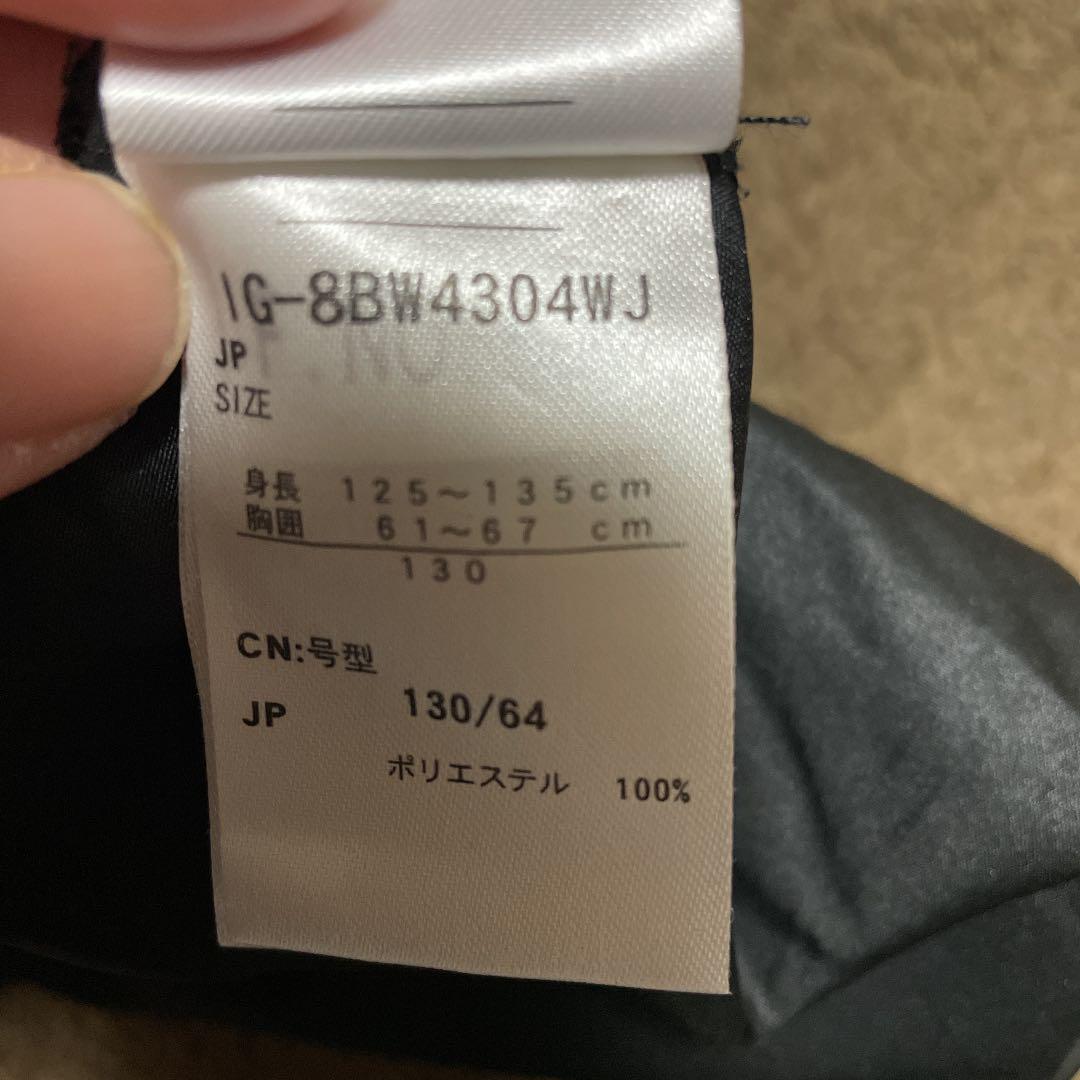 IG-8BW4304WJ
JP
SIZE
身長 125～135cm
胸囲 61～67 cm
130
CN:号型
130/64
JP
ポリエステル 100%